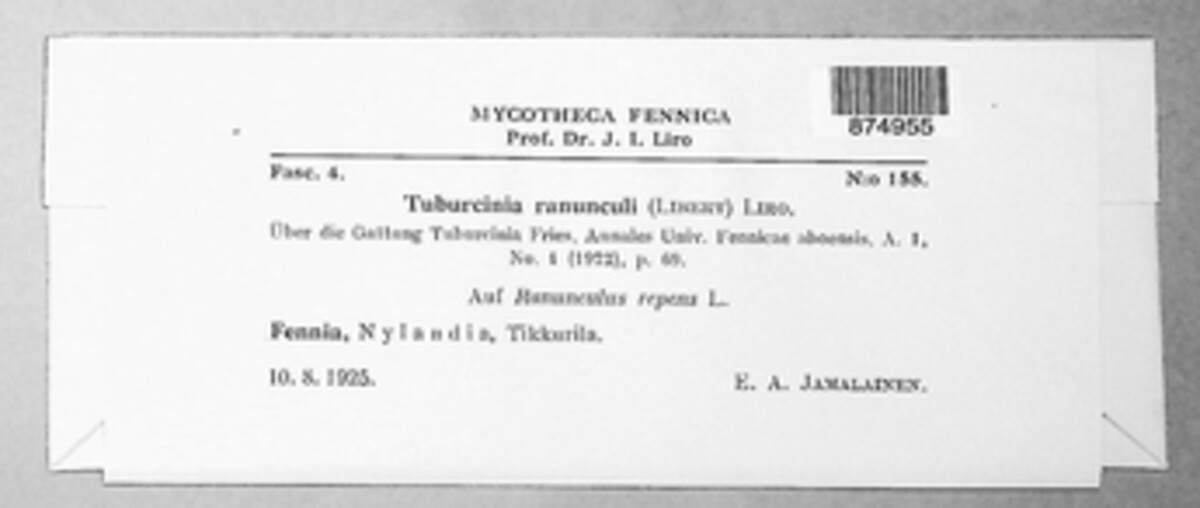 MYCOTHECA FENNICA
874955
Prof. Dr. J. I. Liro
Fasc. 4.
N:o 155.
Tuburcinia ranunculi (LIBERT) LIRO.
Über die Gattung Tuburcinia Fries, Annales Univ. Fennicae aboensis, A. 1,
No. 1 (1922), p. 69.
Auf Ranunculus repens L.
Fennia, Nylandia, Tikkurila.
10. 8. 1925.
E. A. JAMALAINEN.